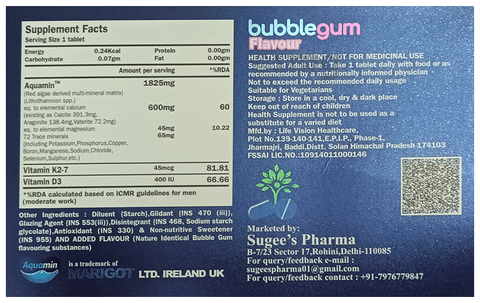 Supplement Facts
Serving Size 1 tablet
Energy 0.24Kcal Protein 0.00gm
Carbohydrate 0.07gm Fat 0.00gm
Amount per serving *%RDA
Aquamin™ 1825mg
(Red algae derived multi-mineral matrix)
(Lithothamnion spp.)
eq. to elemental calcium 600mg 60
(existing as Calcite 391.3mg,
Aragonite 138.4mg,Vaterite 72.2mg)
eq. to elemental magnesium 45mg 10.22
72 Trace minerals 65mg
(Including Potassium,Phosphorus,Copper,
Boron,Manganese,Sodium,Chloride,
Selenium,Sulphur,etc.)
Vitamin K2-7 45mcg 81.81
Vitamin D3 400 IU 66.66
*%RDA calculated based on ICMR guidelines for men
(moderate work)
Other Ingredients : Diluent (Starch),Glidant (INS 470 (iii)),
Glazing Agent (INS 553(iii)),Disintegrant (INS 468, Sodium starch
glycolate),Antioxidant (INS 330) & Non-nutritive Sweetener
(INS 955) AND ADDED FLAVOUR (Nature Identical Bubble Gum
flavouring substances)
Aquamin is a trademark of MARIGOT LTD. IRELAND UK
bubblegum
Flavour
HEALTH SUPPLEMENT/NOT FOR MEDICINAL USE
Suggested Adult Use : Take 1 tablet daily with food or as
recommended by a nutritionally informed physician
Not to exceed the recommended daily usage
Suitable for Vegetarians
Storage : Store in a cool, dry & dark place
Keep out of reach of children
Health Supplement is not to be used as a
substitute for a varied diet
Mfd.by : Life Vision Healthcare,
Plot No.139-140-141,E.P.I.P., Phase-1,
Jharmajri, Baddi,Distt. Solan Himachal Pradesh 174103
FSSAI LIC NO.:10914011000146
Marketed by:
Sugee's Pharma
B-7/23 Sector 17,Rohini,Delhi-110085
For query/feedback e-mail :
sugeespharma01@gmail.com
For query/feedback contact : +91-7976779847